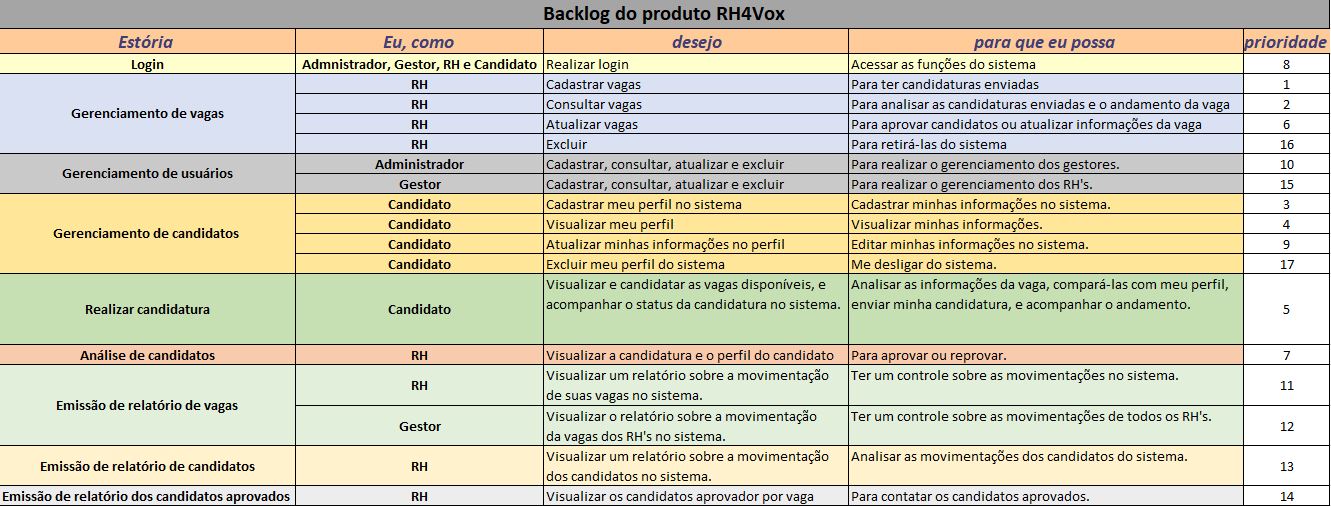 Backlog do produto RH4Vox
Estória Eu, como desejo para que eu possa prioridade
Login Admnistrador, Gestor, RH e Candidato Realizar login Acessar as funções do sistema 8
Gerenciamento de vagas RH Cadastrar vagas Para ter candidaturas enviadas 1
RH Consultar vagas Para analisar as candidaturas enviadas e o andamento da vaga 2
RH Atualizar vagas Para aprovar candidatos ou atualizar informações da vaga 6
RH Excluir Para retirá-las do sistema 16
Gerenciamento de usuários Administrador Cadastrar, consultar, atualizar e excluir Para realizar o gerenciamento dos gestores. 10
Gestor Cadastrar, consultar, atualizar e excluir Para realizar o gerenciamento dos RH's. 15
Gerenciamento de candidatos Candidato Cadastrar meu perfil no sistema Cadastrar minhas informações no sistema. 3
Candidato Visualizar meu perfil Visualizar minhas informações. 4
Candidato Atualizar minhas informações no perfil Editar minhas informações no sistema. 9
Candidato Excluir meu perfil do sistema Me desligar do sistema. 17
Realizar candidatura Candidato Visualizar e candidatar as vagas disponíveis, e
acompanhar o status da candidatura no sistema. Analisar as informações da vaga, compará-las com meu perfil,
enviar minha candidatura, e acompanhar o andamento. 5
Análise de candidatos RH Visualizar a candidatura e o perfil do candidato Para aprovar ou reprovar. 7
Emissão de relatório de vagas RH Visualizar um relatório sobre a movimentação
de suas vagas no sistema. Ter um controle sobre as movimentações no sistema. 11
Gestor Visualizar o relatório sobre a movimentação
da vagas dos RH's no sistema. Ter um controle sobre as movimentações de todos os RH's. 12
Emissão de relatório de candidatos RH Visualizar um relatório sobre a movimentação
dos candidatos no sistema. Analisar as movimentações dos candidatos do sistema. 13
Emissão de relatório dos candidatos aprovados RH Visualizar os candidatos aprovador por vaga Para contatar os candidatos aprovados. 14